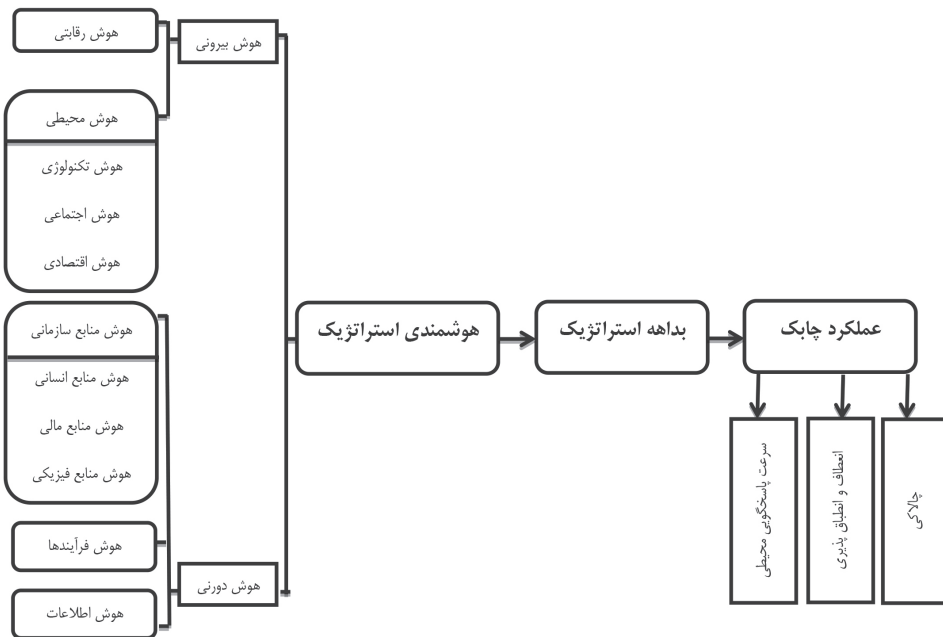 هوش رقابتی
هوش بیرونی
هوش محیطی
هوش تکنولوژی
هوش اجتماعی
هوش اقتصادی
هوش منابع سازمانی
هوش منابع انسانی
هوش منابع مالی
هوش منابع فیزیکی
هوش فرآیندها
هوش دورنی
هوش اطلاعات
هوشمندی استراتژیک
بداهه استراتژیک
عملکرد چابک
سرعت پاسخگویی محیطی
انعطاف و انطباق پذیری
چالاکی